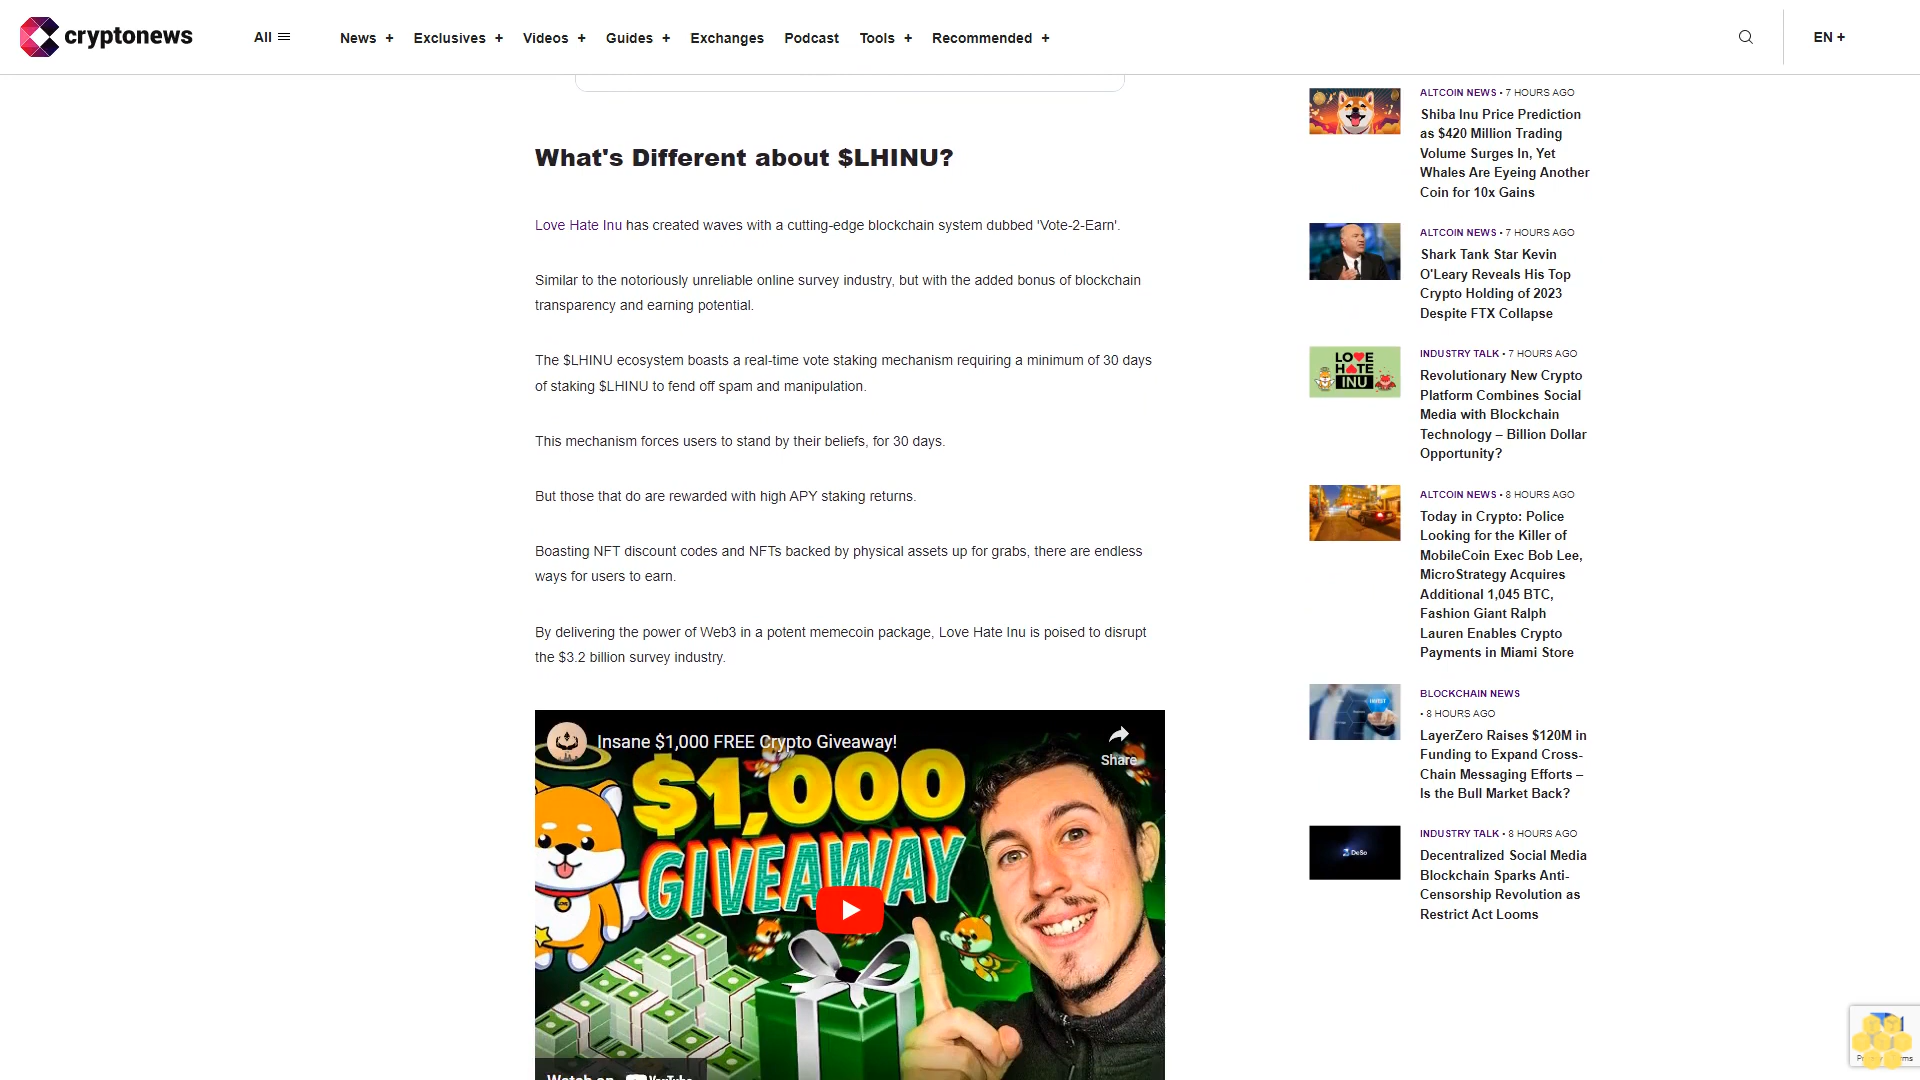 cryptonews
All
News +
Exclusives +
Videos +
Guides +
Exchanges
Podcast
Tools +
Recommended +
EN +
What's Different about $LHINU?
Love Hate Inu has created waves with a cutting-edge blockchain system dubbed 'Vote-2-Earn'.
Similar to the notoriously unreliable online survey industry, but with the added bonus of blockchain
transparency and earning potential.
The $LHINU ecosystem boasts a real-time vote staking mechanism requiring a minimum of 30 days
of staking $LHINU to fend off spam and manipulation.
This mechanism forces users to stand by their beliefs, for 30 days.
But those that do are rewarded with high APY staking returns.
Boasting NFT discount codes and NFTs backed by physical assets up for grabs, there are endless
ways for users to earn.
By delivering the power of Web3 in a potent memecoin package, Love Hate Inu is poised to disrupt
the $3.2 billion survey industry.
Insane $1,000 FREE Crypto Giveaway!
Share
$1,000
GIVEAWAY
Watch on YouTube
ALTCOIN NEWS • 7 HOURS AGO
Shiba Inu Price Prediction
as $420 Million Trading
Volume Surges In, Yet
Whales Are Eyeing Another
Coin for 10x Gains
ALTCOIN NEWS • 7 HOURS AGO
Shark Tank Star Kevin
O'Leary Reveals His Top
Crypto Holding of 2023
Despite FTX Collapse
LOVE
HATE
INU
INDUSTRY TALK • 7 HOURS AGO
Revolutionary New Crypto
Platform Combines Social
Media with Blockchain
Technology – Billion Dollar
Opportunity?
ALTCOIN NEWS • 8 HOURS AGO
Today in Crypto: Police
Looking for the Killer of
MobileCoin Exec Bob Lee,
MicroStrategy Acquires
Additional 1,045 BTC,
Fashion Giant Ralph
Lauren Enables Crypto
Payments in Miami Store
BLOCKCHAIN NEWS
• 8 HOURS AGO
LayerZero Raises $120M in
Funding to Expand Cross-
Chain Messaging Efforts –
Is the Bull Market Back?
DeSo
INDUSTRY TALK • 8 HOURS AGO
Decentralized Social Media
Blockchain Sparks Anti-
Censorship Revolution as
Restrict Act Looms